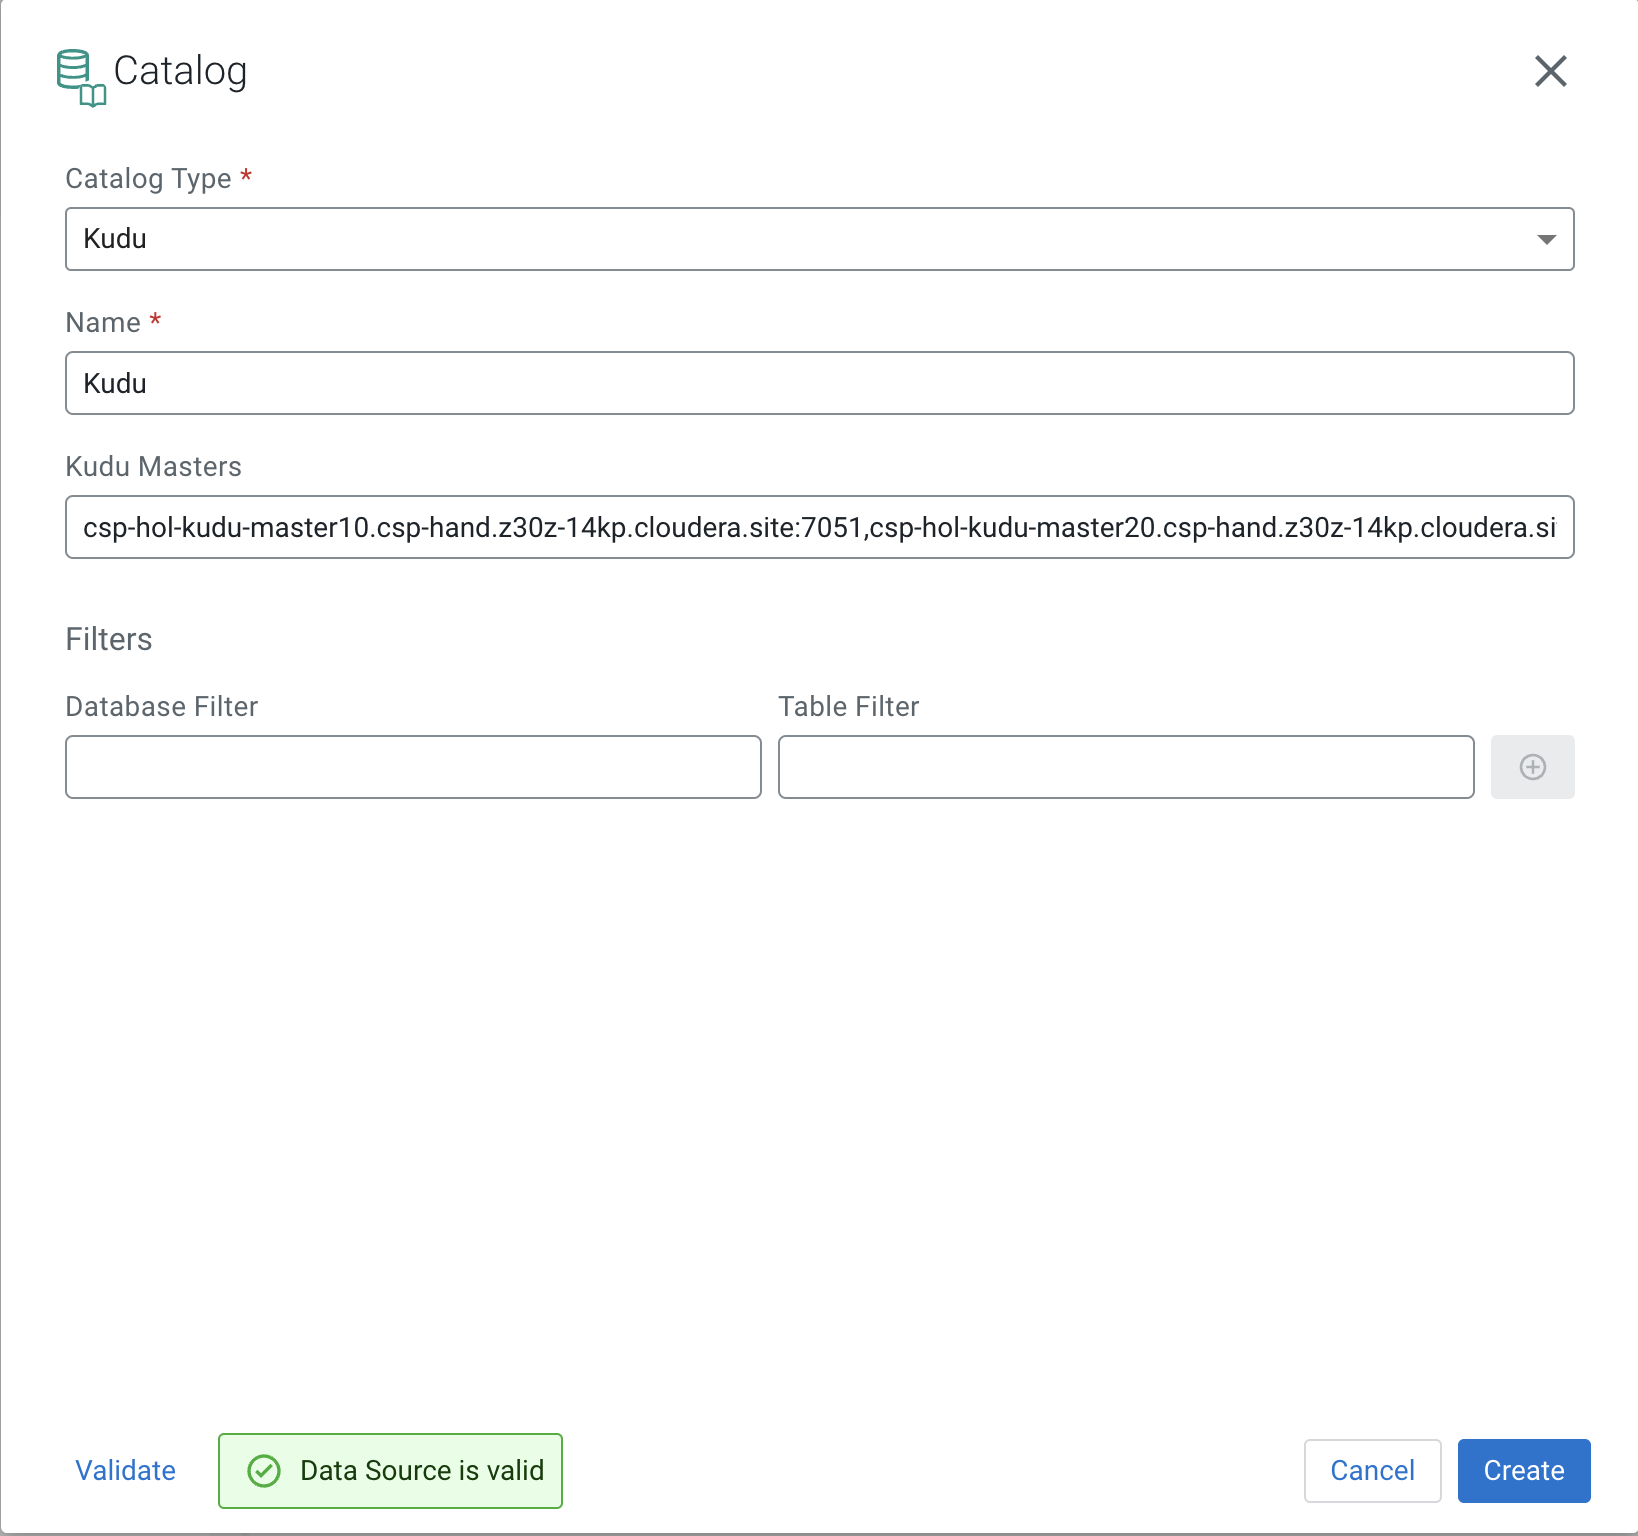 Catalog
Catalog Type *
Kudu
Name *
Kudu
Kudu Masters
csp-hol-kudu-master10.csp-hand.z30z-14kp.cloudera.site:7051,csp-hol-kudu-master20.csp-hand.z30z-14kp.cloudera.si
Filters
Database Filter Table Filter
Validate Data Source is valid Cancel Create